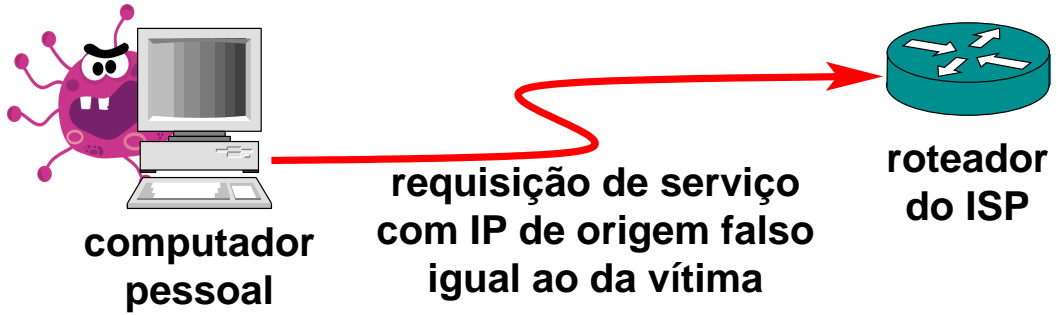 computador
pessoal
requisição de serviço
com IP de origem falso
igual ao da vítima
roteador
do ISP